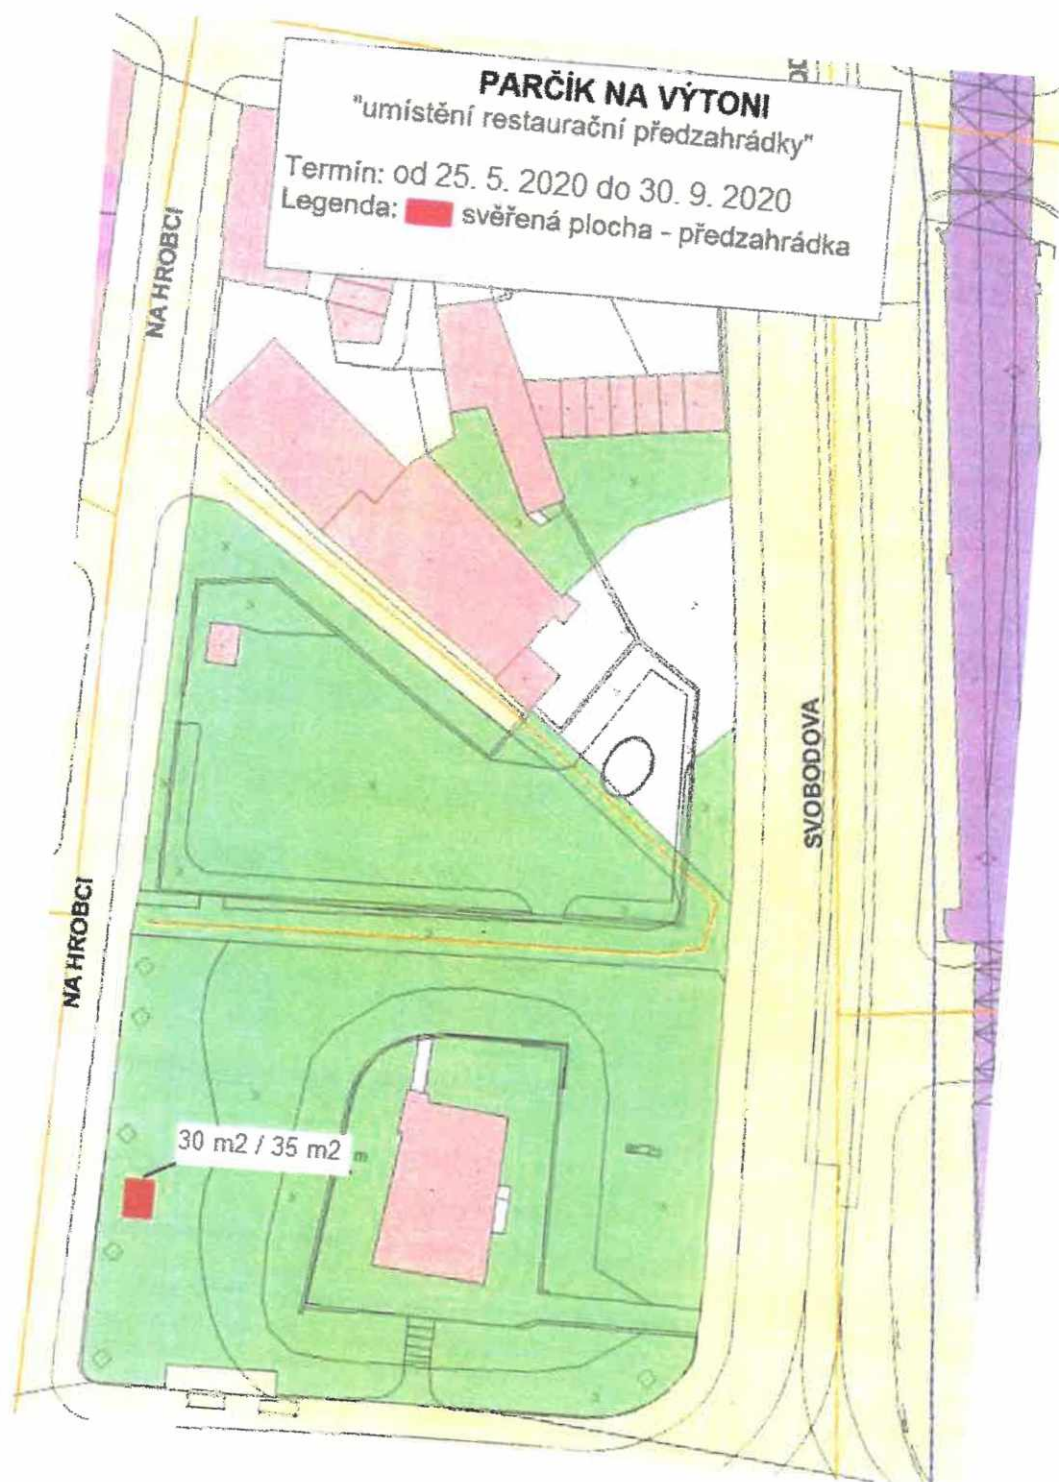 PARČÍK NA VÝTONI
"umístění restaurační předzahrádky"
Termín: od 25. 5. 2020 do 30. 9. 2020
Legenda: svěřená plocha - předzahrádka
NA HROBCI
SVOBODOVA
NA HROBCI
30 m2 / 35 m2